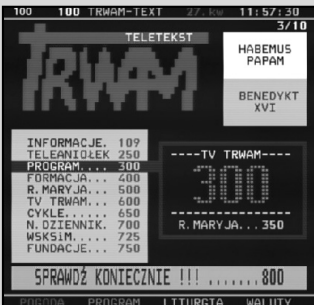 100 100 TRWAM-TEXT 27. kw 11:57:30
3/10
TELETEKST
TRWAM
HABEMUS
PAPAM
BENEDYKT
XVI
INFORMACJE. 109
TELEANIOŁEK 250
PROGRAM.... 300
FORMACJA... 400
R.MARYJA... 500
TV TRWAM... 600
CYKLE...... 650
N.DZIENNIK. 700
WSKSiM..... 725
FUNDACJE... 750
----TV TRWAM----
300
R.MARYJA...350
SPRAWDŹ KONIECZNIE !!! .......800
POGODA PROGRAM LITURGIA WALUTY